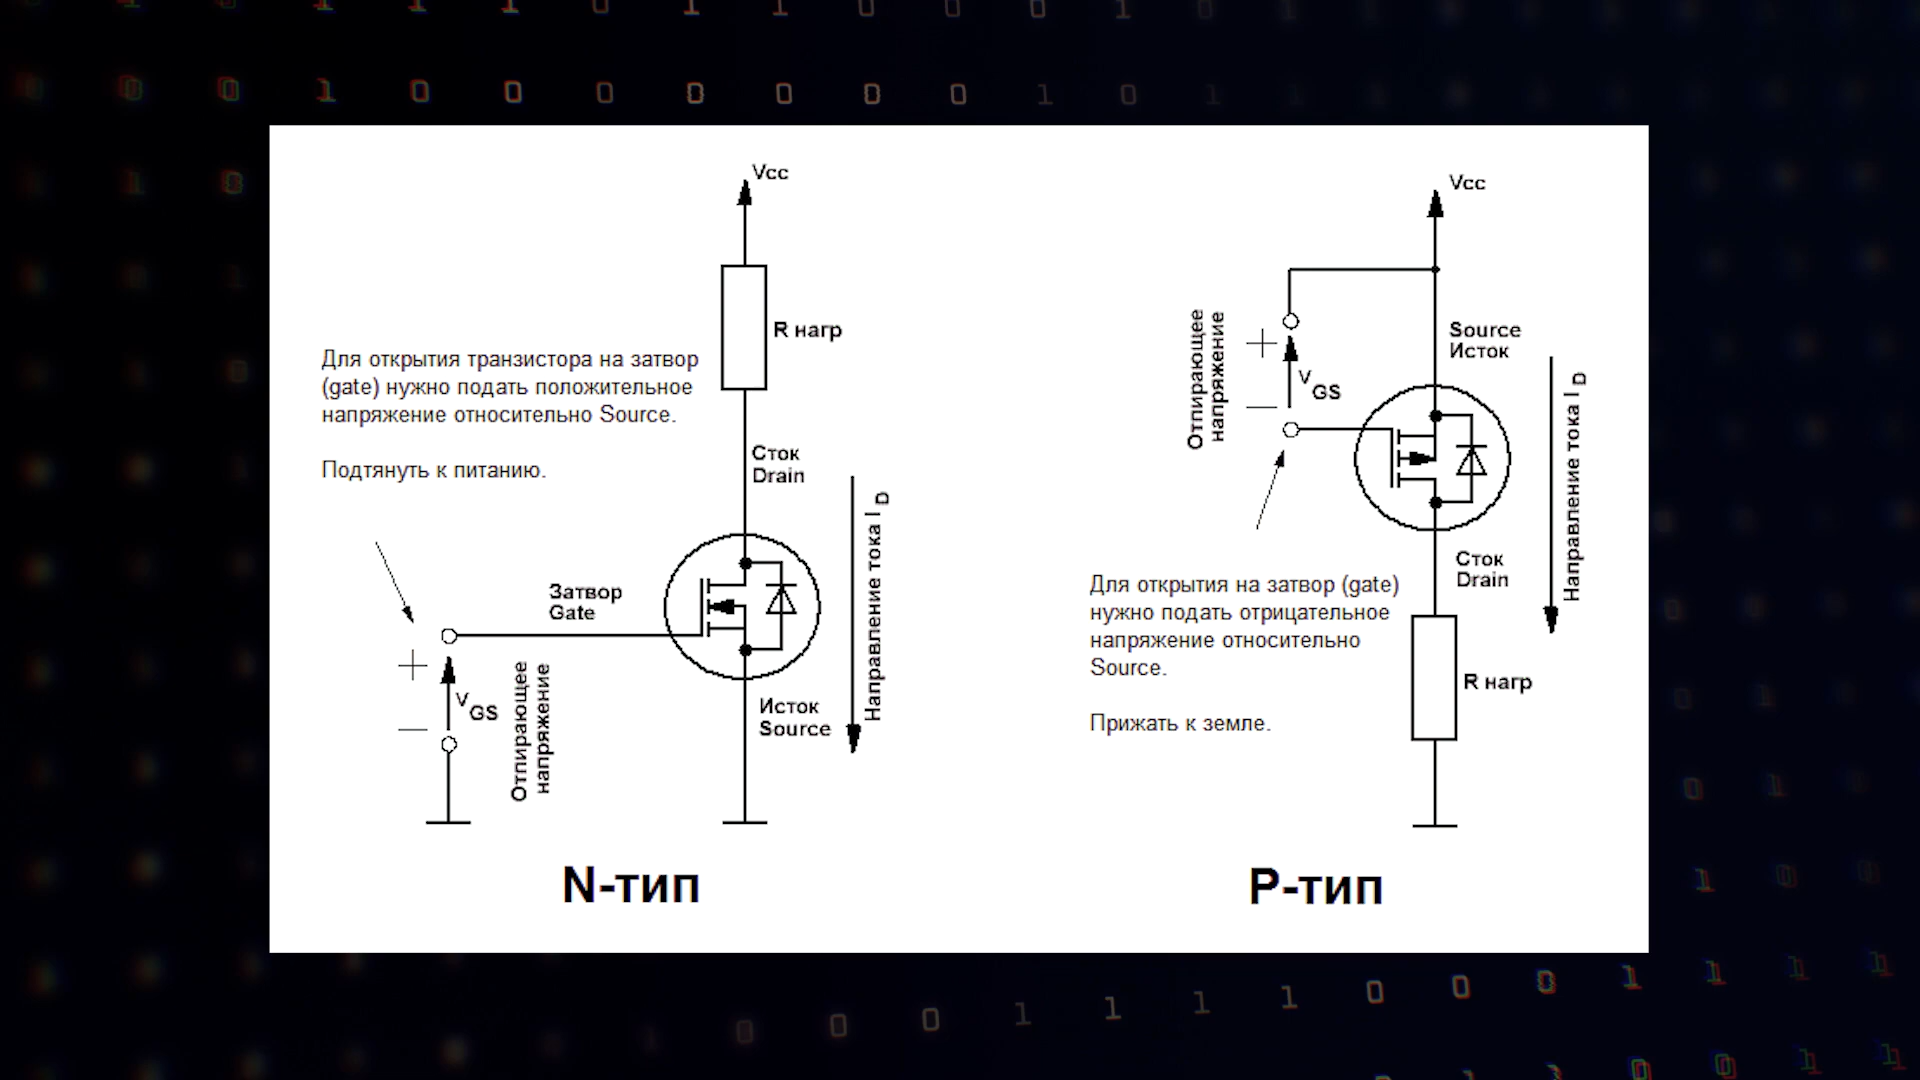 Vcc
R нагр
Для открытия транзистора на затвор
(gate) нужно подать положительное
напряжение относительно Source.
Подтянуть к питанию.
Сток
Drain
Затвор
Gate
Направление тока I D
+
V GS
—
Отпирающее
напряжение
Исток
Source
N-тип
Vcc
Source
Исток
Отпирающее
напряжение
+
V GS
—
Направление тока I D
Сток
Drain
Для открытия на затвор (gate)
нужно подать отрицательное
напряжение относительно
Source.
Прижать к земле.
R нагр
P-тип